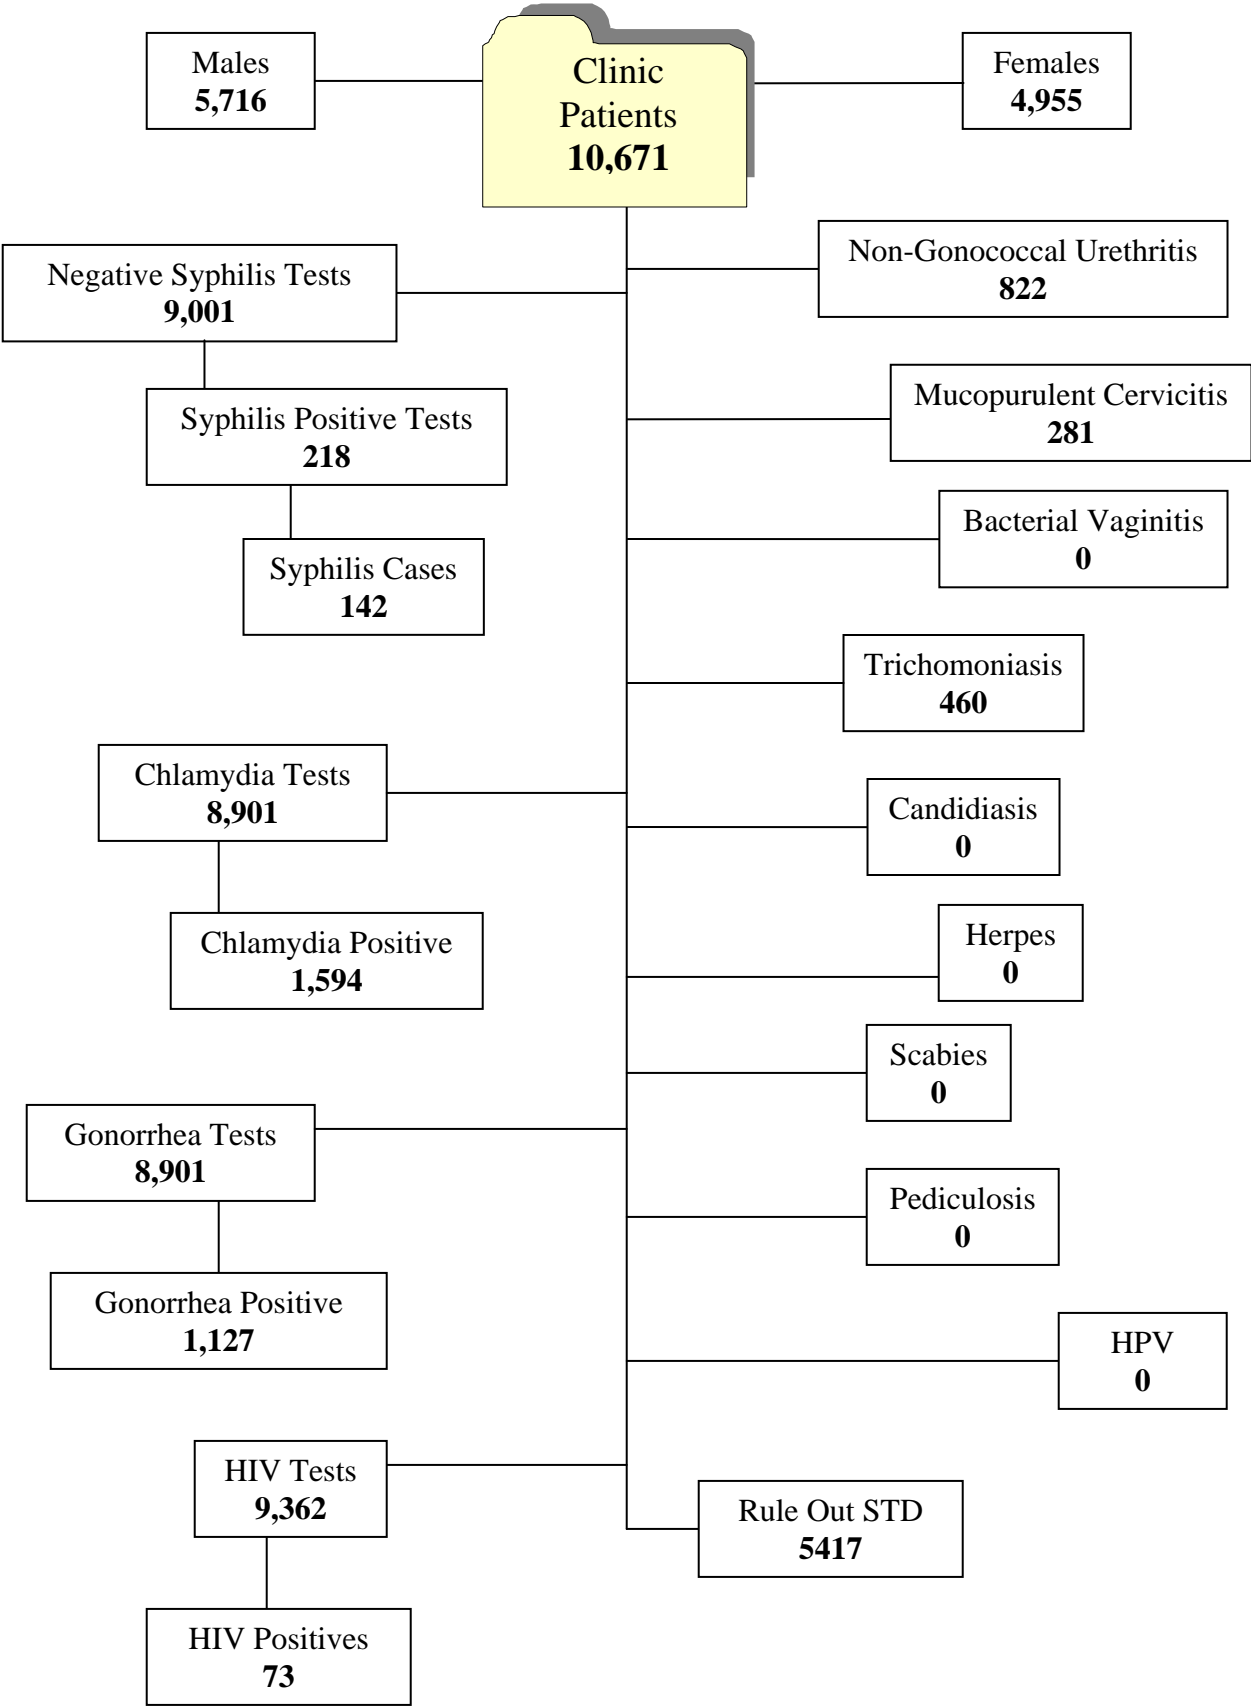 Males
5,716
Clinic
Patients
10,671
Females
4,955
Negative Syphilis Tests
9,001
Non-Gonococcal Urethritis
822
Syphilis Positive Tests
218
Mucopurulent Cervicitis
281
Syphilis Cases
142
Bacterial Vaginitis
0
Trichomoniasis
460
Chlamydia Tests
8,901
Candidiasis
0
Chlamydia Positive
1,594
Herpes
0
Scabies
0
Gonorrhea Tests
8,901
Pediculosis
0
Gonorrhea Positive
1,127
HPV
0
HIV Tests
9,362
Rule Out STD
5417
HIV Positives
73